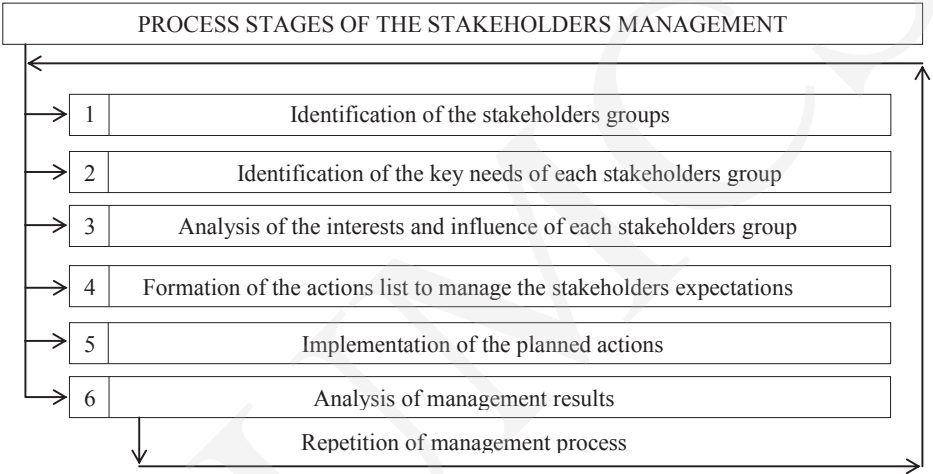 PROCESS STAGES OF THE STAKEHOLDERS MANAGEMENT
1 Identification of the stakeholders groups
2 Identification of the key needs of each stakeholders group
3 Analysis of the interests and influence of each stakeholders group
4 Formation of the actions list to manage the stakeholders expectations
5 Implementation of the planned actions
6 Analysis of management results
Repetition of management process